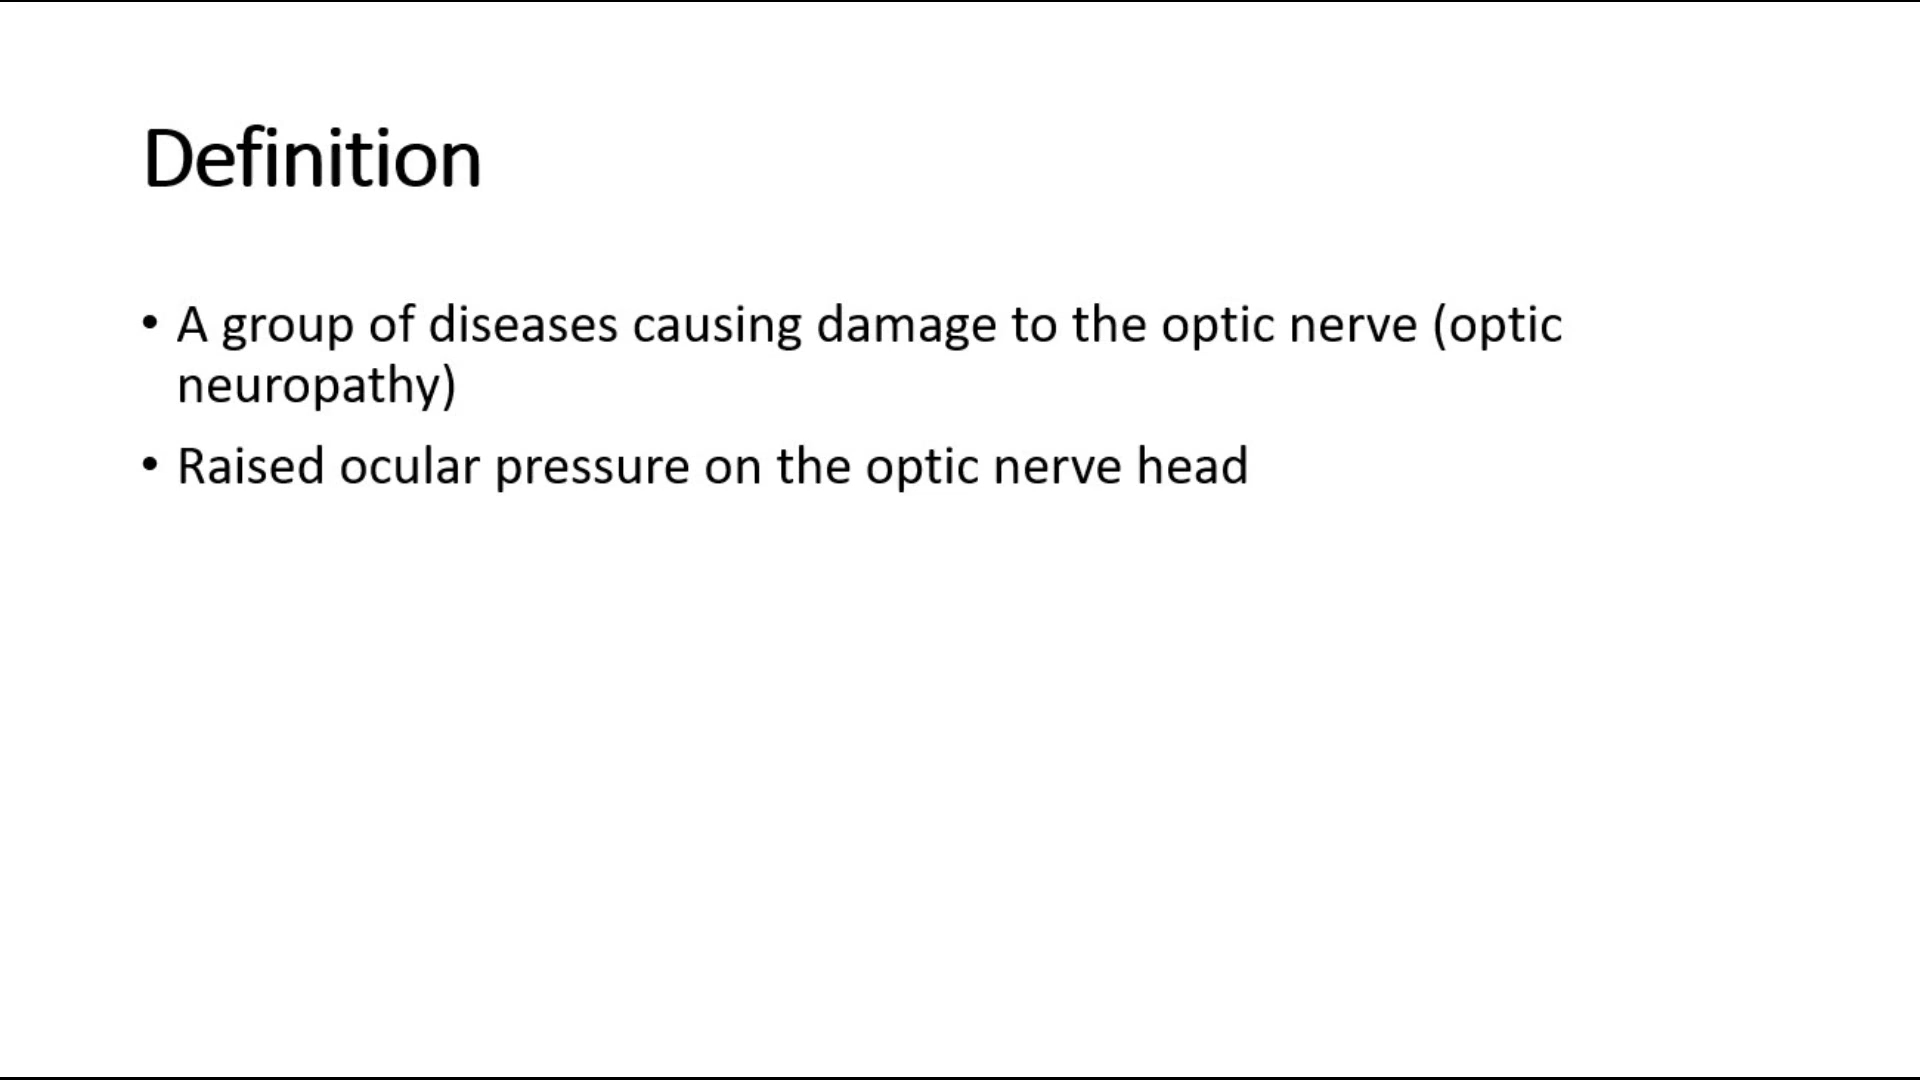 Definition
• A group of diseases causing damage to the optic nerve (optic
neuropathy)
• Raised ocular pressure on the optic nerve head